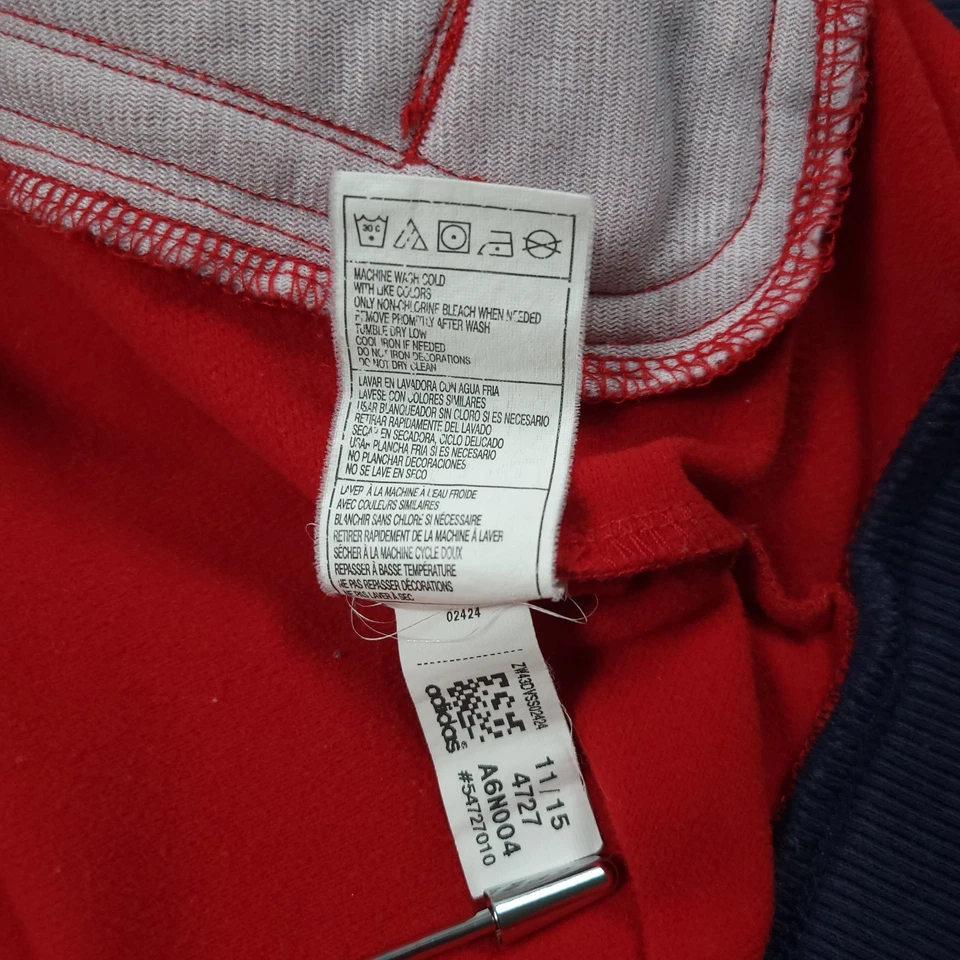 30 C
MACHINE WASH COLD
WITH LIKE COLORS
ONLY NON-CHLORINE BLEACH WHEN NEEDED
REMOVE PROMPTLY AFTER WASH
TUMBLE DRY LOW
COOL IRON IF NEEDED
DO NOT IRON DECORATIONS
DO NOT DRY CLEAN
LAVAR EN LAVADORA CON AGUA FRIA
LAVESE CON COLORES SIMILARES
USAR BLANQUEADOR SIN CLORO SI ES NECESARIO
RETIRAR RAPIDAMENTE DEL LAVADO
SECAR EN SECADORA, CICLO DELICADO
USAR PLANCHA FRIA SI ES NECESARIO
NO PLANCHAR DECORACIONES
NO SE LAVE EN SECO
LAVER À LA MACHINE À L'EAU FROIDE
AVEC COULEURS SIMILAIRES
BLANCHIR SANS CHLORE SI NÉCESSAIRE
RETIRER RAPIDEMENT DE LA MACHINE À LAVER
SÉCHER À LA MACHINE CYCLE DOUX
REPASSER À BASSE TEMPÉRATURE
NE PAS REPASSER DÉCORATIONS
NE PAS LAVER À SEC
02424
adidas
11/15
4727
A6N004
#54727010